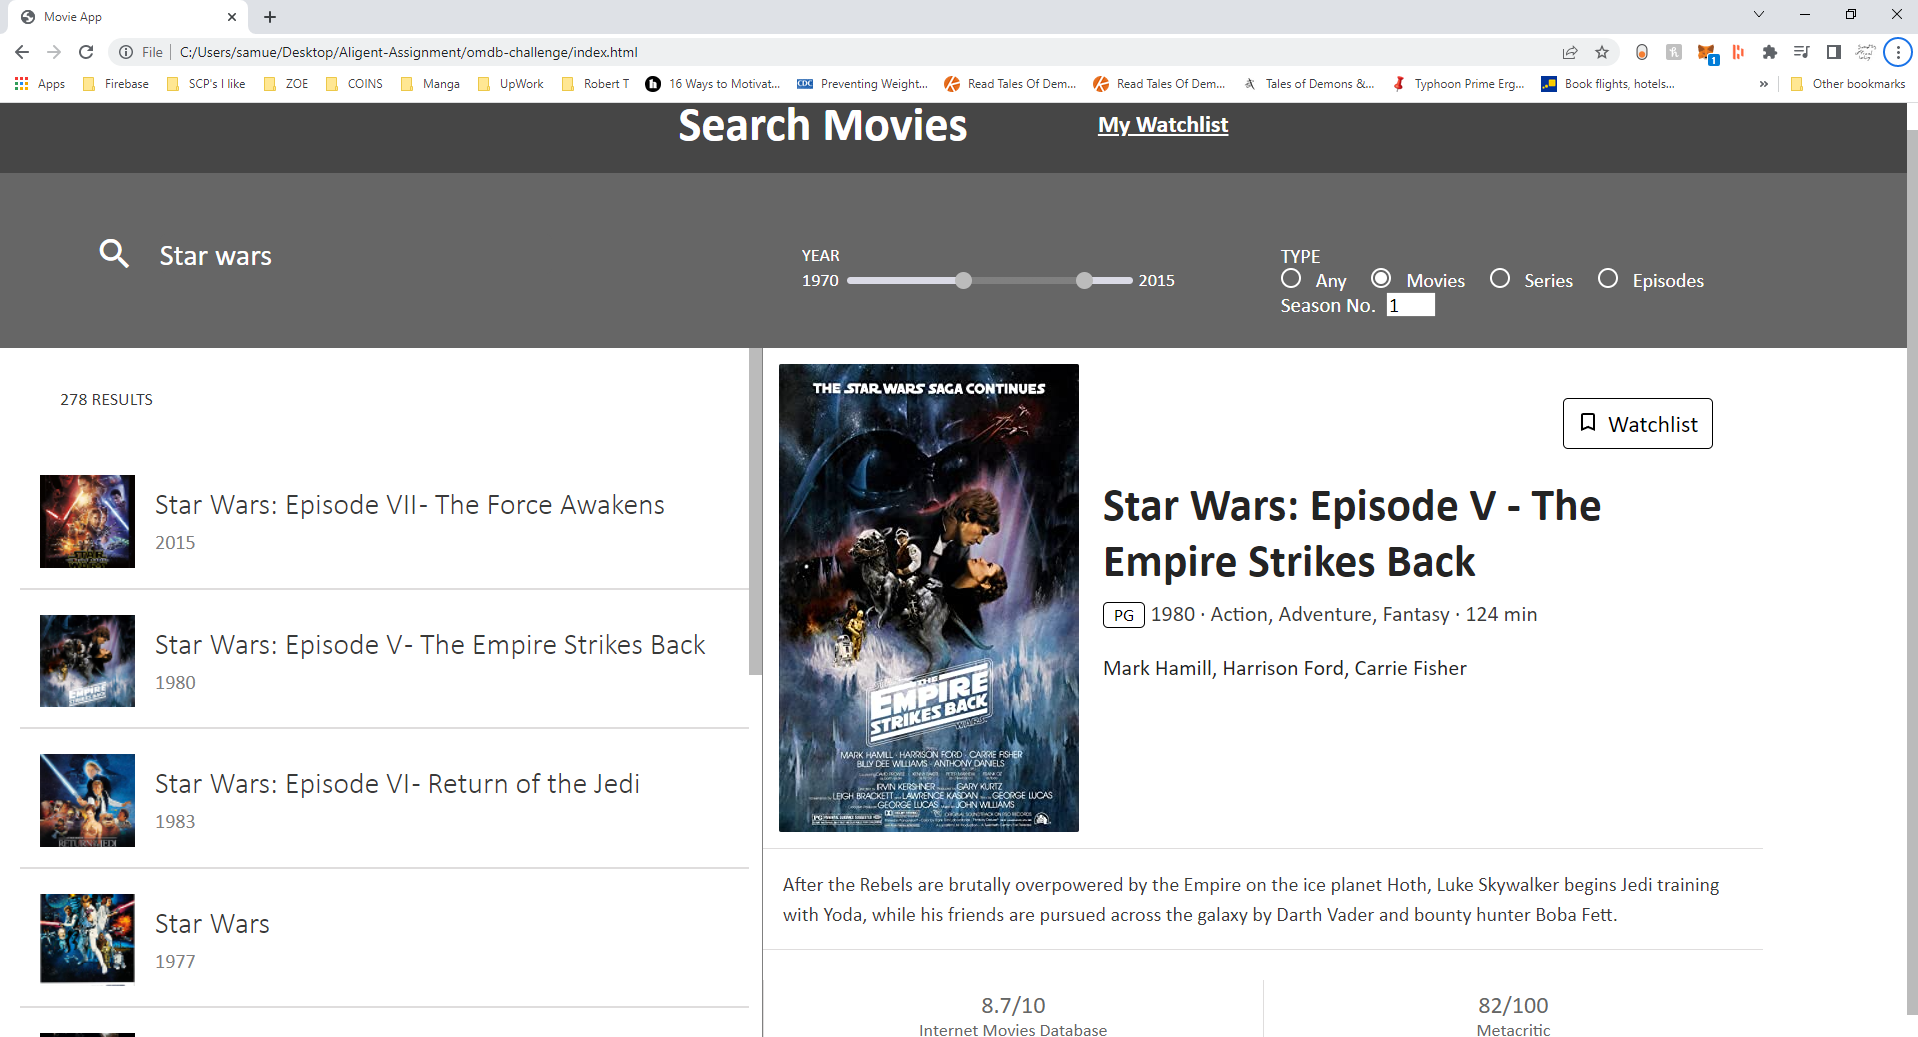 Movie App
File
C:/Users/samue/Desktop/Aligent-Assignment/omdb-challenge/index.html
1
Apps
Firebase
SCP's I like
ZOE
COINS
Manga
UpWork
Robert T
16 Ways to Motivat...
CDC
Preventing Weight...
Read Tales Of Dem...
Read Tales Of Dem...
Tales of Demons &...
Typhoon Prime Erg...
Book flights, hotels...
»
Other bookmarks
Search Movies
My Watchlist
Star wars
YEAR
1970
2015
TYPE
Any
Movies
Series
Episodes
Season No. 1
278 RESULTS
Star Wars: Episode VII- The Force Awakens
2015
Star Wars: Episode V- The Empire Strikes Back
1980
Star Wars: Episode VI- Return of the Jedi
1983
Star Wars
1977
THE STAR WARS SAGA CONTINUES
THE
EMPIRE
STRIKES BACK
MARK HAMILL · HARRISON FORD · CARRIE FISHER
BILLY DEE WILLIAMS · ANTHONY DANIELS
IRVIN KERSHNER GARY KURTZ
LEIGH BRACKETT LAWRENCE KASDAN GEORGE LUCAS
GEORGE LUCAS JOHN WILLIAMS
Watchlist
Star Wars: Episode V - The
Empire Strikes Back
PG 1980 · Action, Adventure, Fantasy · 124 min
Mark Hamill, Harrison Ford, Carrie Fisher
After the Rebels are brutally overpowered by the Empire on the ice planet Hoth, Luke Skywalker begins Jedi training
with Yoda, while his friends are pursued across the galaxy by Darth Vader and bounty hunter Boba Fett.
8.7/10
Internet Movies Database
82/100
Metacritic